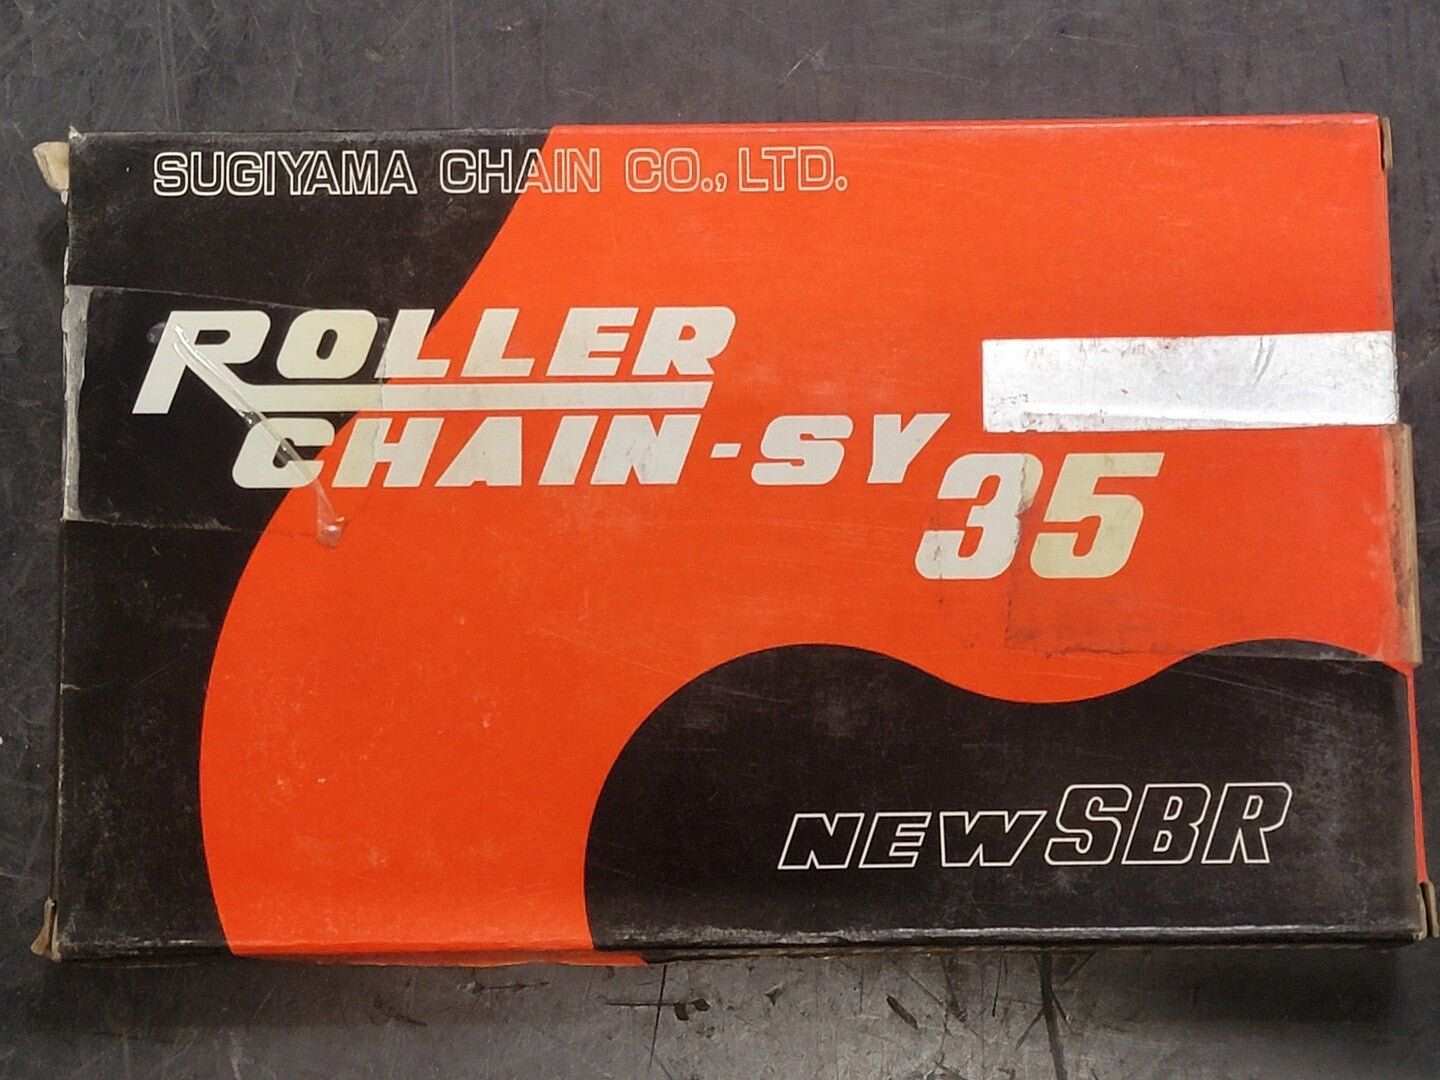 SUGIYAMA CHAIN CO., LTD.
ROLLER
CHAIN-SY
35
NEW SBR